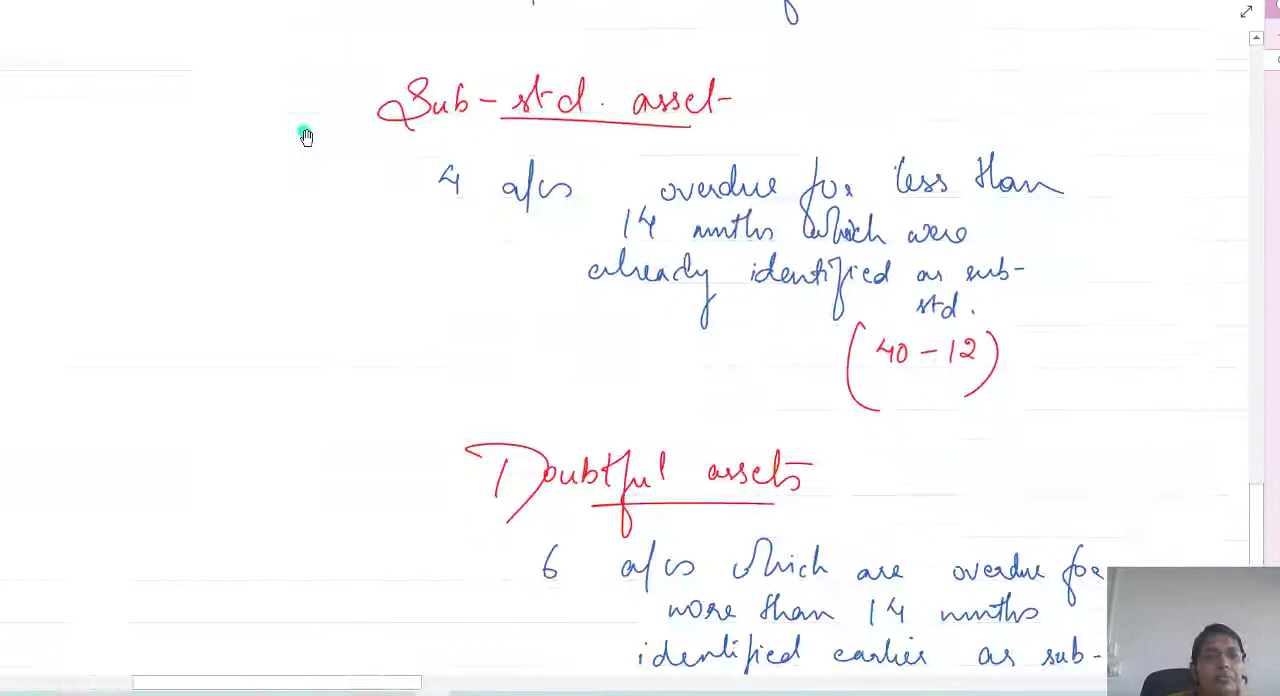 Sub-std. asset
4 a/cs overdue for less than
14 mnths which were
already identified as sub-
std.
(40-12)
Doubtful assets
6 a/cs which are overdue for
more than 14 mnths
identified earlier as sub-